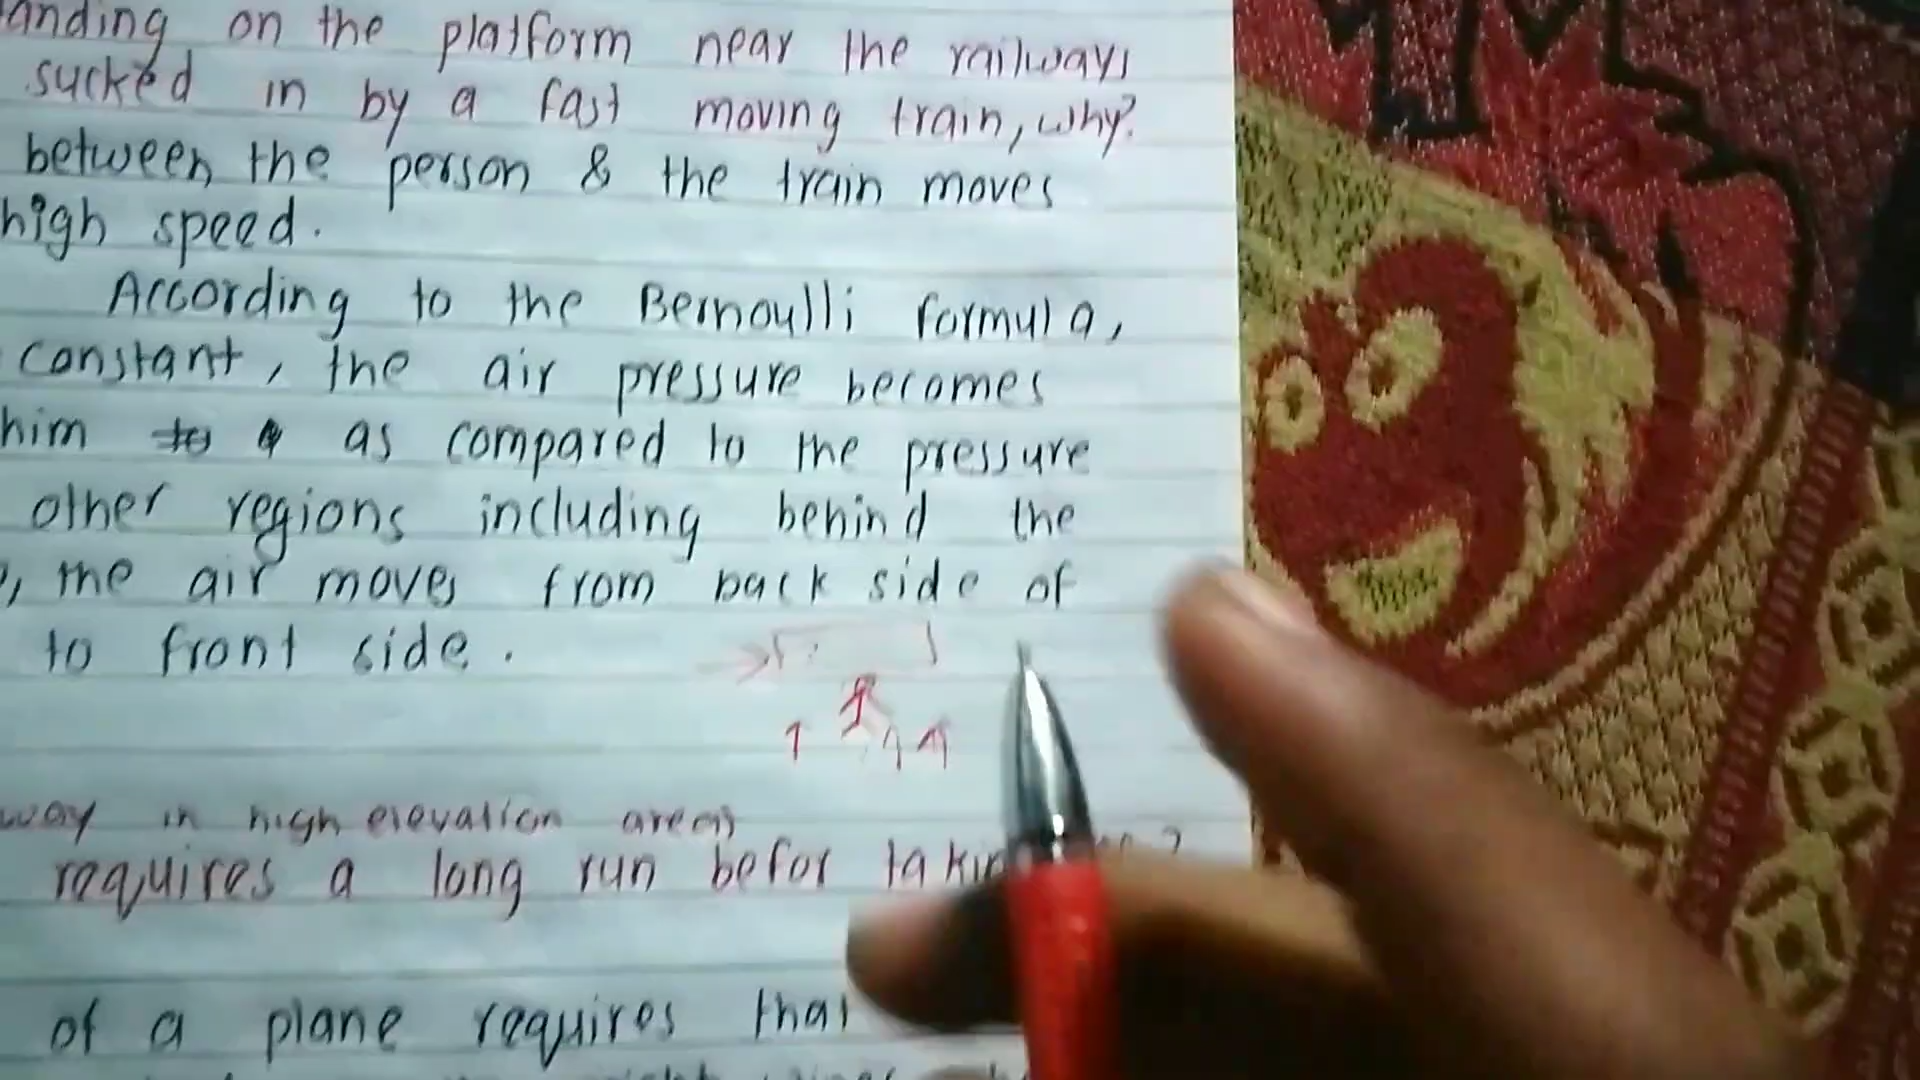 anding on the platform near the railways
sucked in by a fast moving train, why?
between the person & the train moves
high speed.
According to the Bernoulli formula,
constant, the air pressure becomes
him as compared to the pressure
other regions including behind the
, the air moves from back side of
to front side.
way in high elevation areas
requires a long run befor takin
of a plane requires that